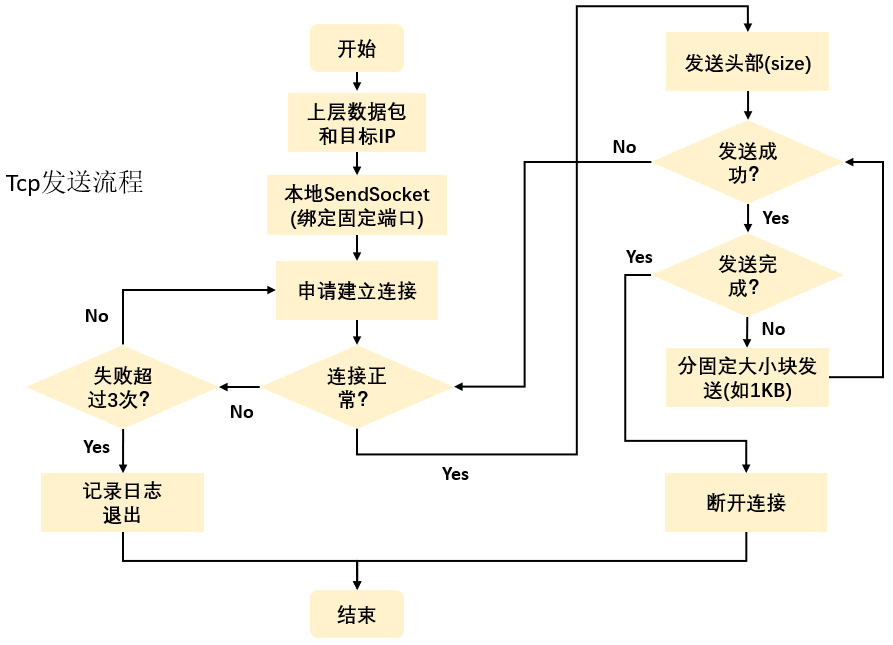 Tcp发送流程
开始
上层数据包
和目标IP
本地SendSocket
(绑定固定端口)
申请建立连接
连接正
常?
No
失败超
过3次?
No
Yes
记录日志
退出
Yes
发送头部(size)
发送成
功?
No
Yes
发送完
成?
Yes
No
分固定大小块发
送(如1KB)
断开连接
结束